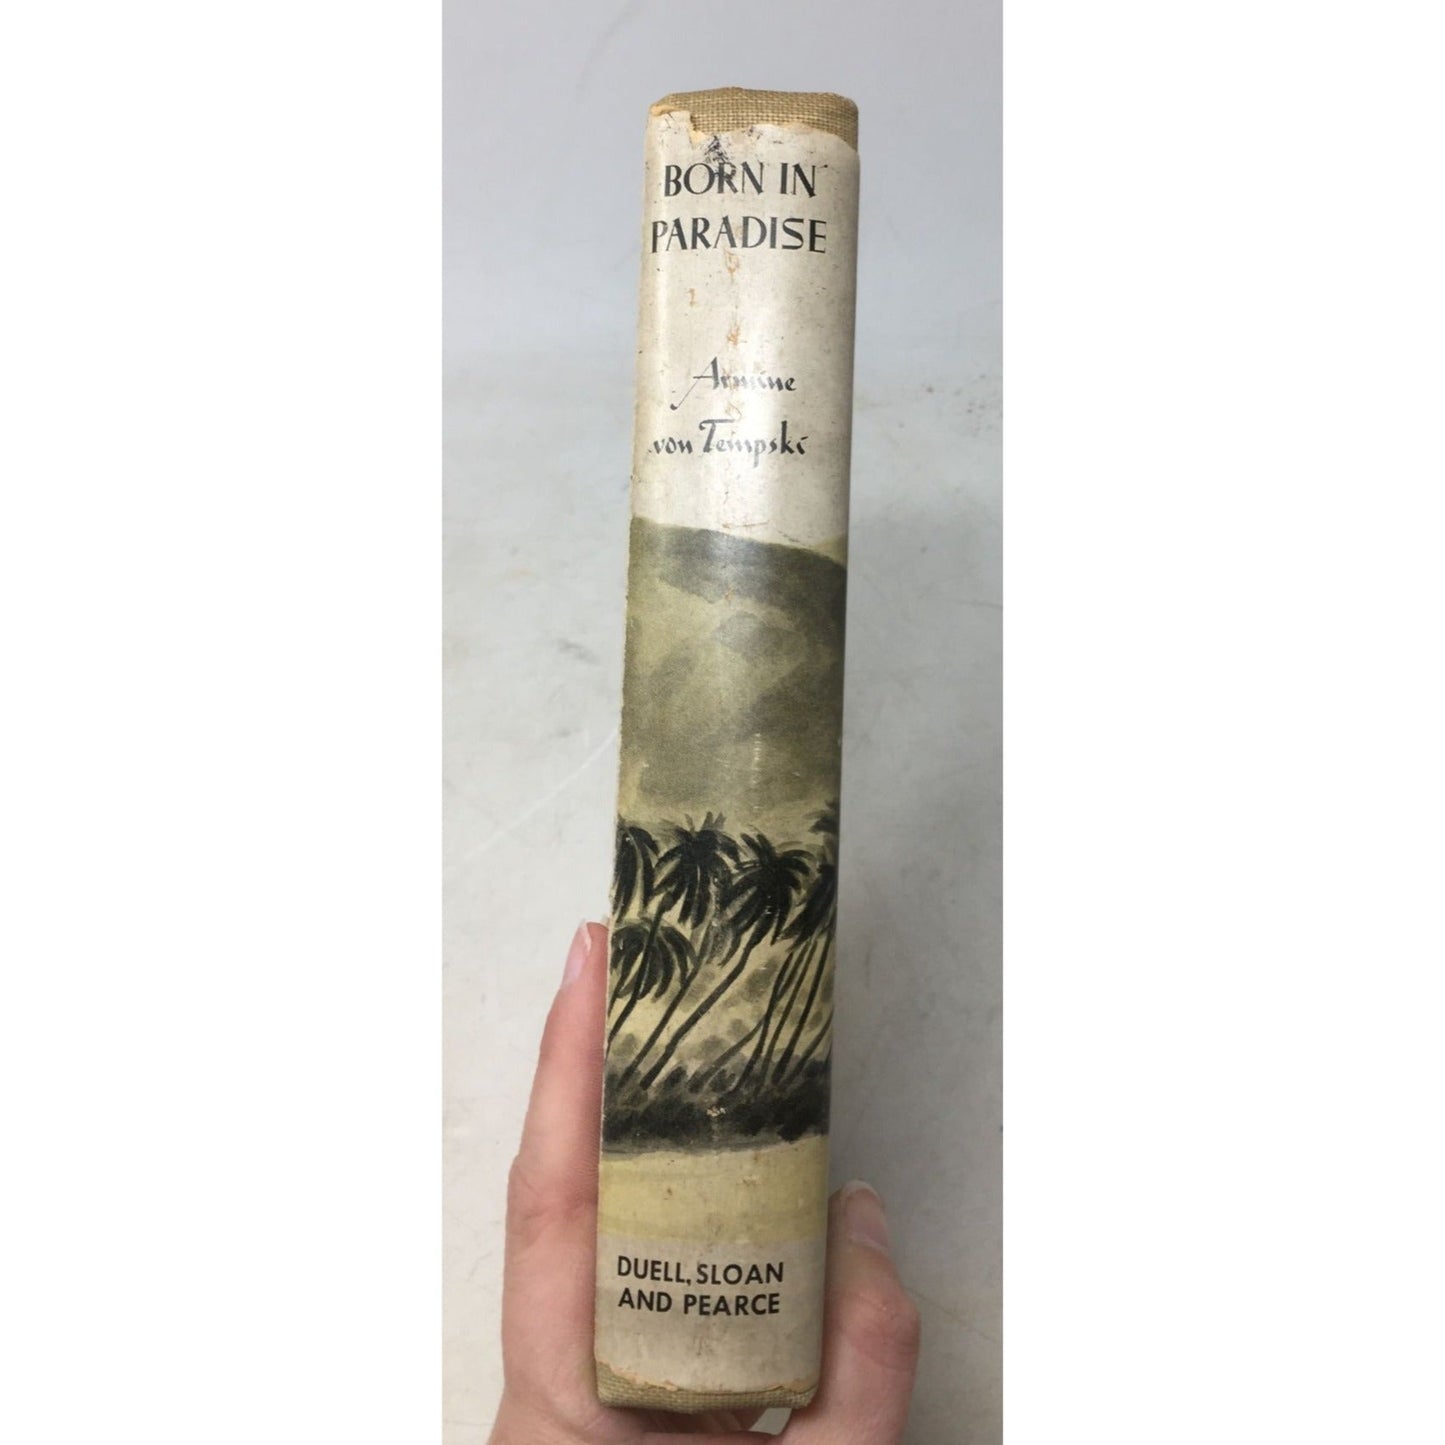 BORN IN
PARADISE
Armine
von Tempski
DUELL, SLOAN
AND PEARCE